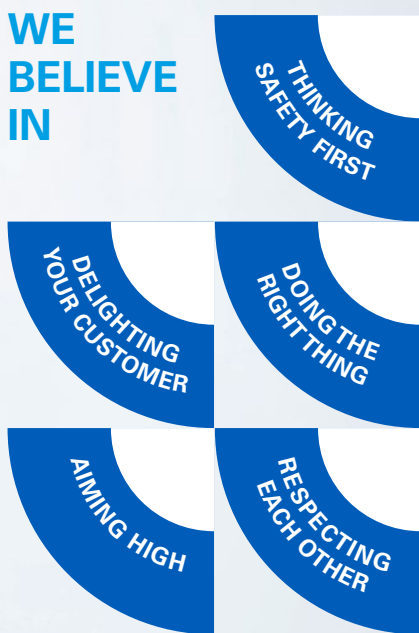 WE
BELIEVE
IN
THINKING
SAFETY FIRST
DELIGHTING
YOUR CUSTOMER
DOING THE
RIGHT THING
AIMING HIGH
RESPECTING
EACH OTHER